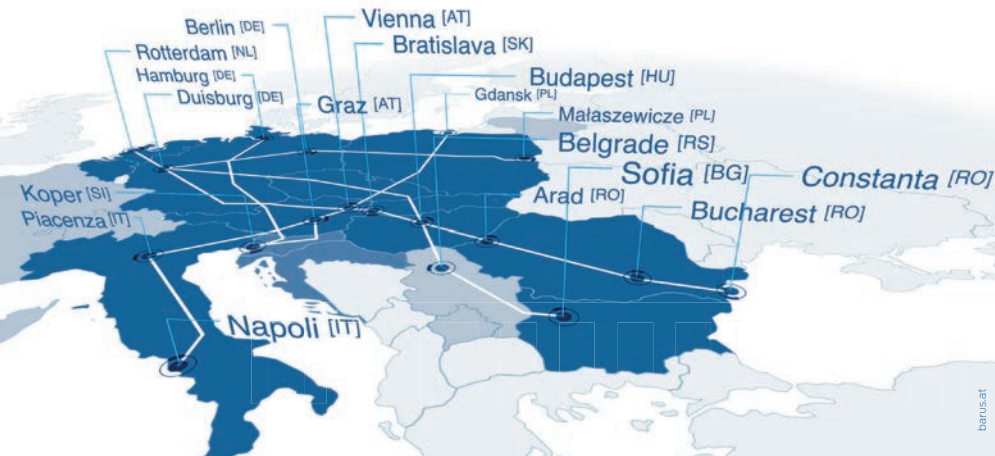 Berlin [DE]
Vienna [AT]
Rotterdam [NL]
Bratislava [SK]
Hamburg [DE]
Budapest [HU]
Duisburg [DE]
Graz [AT]
Gdansk [PL]
Małaszewicze [PL]
Belgrade [RS]
Sofia [BG]
Constanta [RO]
Koper [SI]
Arad [RO]
Piacenza [IT]
Bucharest [RO]
Napoli [IT]
barus.at